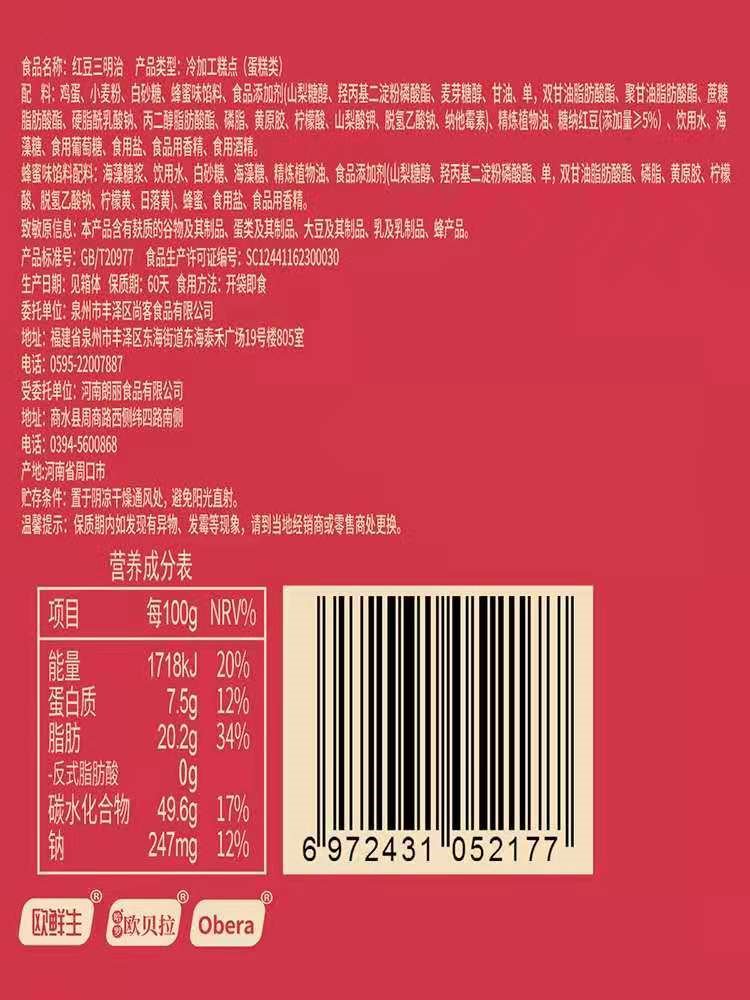 食品名称：红豆三明治 产品类型：冷加工糕点（蛋糕类）
配 料：鸡蛋、小麦粉、白砂糖、蜂蜜味馅料、食品添加剂(山梨糖醇、羟丙基二淀粉磷酸酯、麦芽糖醇、甘油、单，双甘油脂肪酸酯、聚甘油脂肪酸酯、蔗糖
脂肪酸酯、硬脂酰乳酸钠、丙二醇脂肪酸酯、磷脂、黄原胶、柠檬酸、山梨酸钾、脱氢乙酸钠、纳他霉素)、精炼植物油、糖纳红豆(添加量≥5%）、饮用水、海
藻糖、食用葡萄糖、食用盐、食品用香精、食用酒精。
蜂蜜味馅料配料：海藻糖浆、饮用水、白砂糖、海藻糖、精炼植物油、食品添加剂(山梨糖醇、羟丙基二淀粉磷酸酯、单，双甘油脂肪酸酯、磷脂、黄原胶、柠檬
酸、脱氢乙酸钠、柠檬黄、日落黄)、蜂蜜、食用盐、食品用香精。
致敏原信息：本产品含有麸质的谷物及其制品、蛋类及其制品、大豆及其制品、乳及乳制品、蜂产品。
产品标准号：GB/T20977 食品生产许可证编号：SC12441162300030
生产日期：见箱体 保质期：60天 食用方法：开袋即食
委托单位：泉州市丰泽区尚客食品有限公司
地址：福建省泉州市丰泽区东海街道东海泰禾广场19号楼805室
电话：0595-22007887
受委托单位：河南朗丽食品有限公司
地址：商水县周商路西侧纬四路南侧
电话：0394-5600868
产地:河南省周口市
贮存条件：置于阴凉干燥通风处，避免阳光直射。
温馨提示：保质期内如发现有异物、发霉等现象，请到当地经销商或零售商处更换。
营养成分表
项目 每100g NRV%
能量 1718kJ 20%
蛋白质 7.5g 12%
脂肪 20.2g 34%
-反式脂肪酸 0g
碳水化合物 49.6g 17%
钠 247mg 12%
6 972431 052177
欧鲜生® 哈罗欧贝拉® Obera®